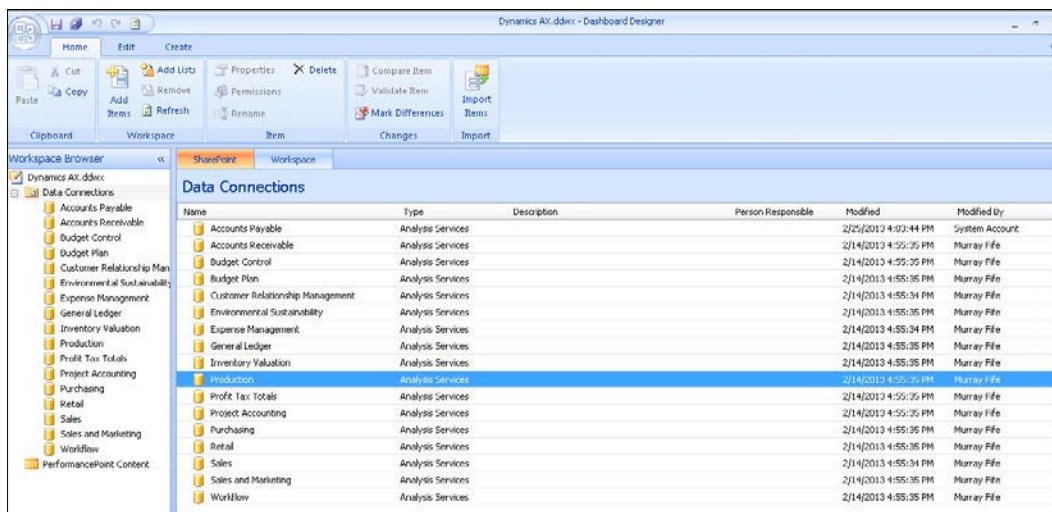 Dynamics AX.ddwx - Dashboard Designer
Home Edit Create
Paste
Cut
Copy
Clipboard
Add Items
Add Lists
Remove
Refresh
Workspace
Properties
Permissions
Rename
Delete
Item
Compare Item
Validate Item
Mark Differences
Changes
Import Items
Import
Workspace Browser «
Dynamics AX.ddwx
Data Connections
Accounts Payable
Accounts Receivable
Budget Control
Budget Plan
Customer Relationship Man
Environmental Sustainability
Expense Management
General Ledger
Inventory Valuation
Production
Profit Tax Totals
Project Accounting
Purchasing
Retail
Sales
Sales and Marketing
Workflow
PerformancePoint Content
SharePoint Workspace
Data Connections
Name Type Description Person Responsible Modified Modified By
Accounts Payable Analysis Services 2/25/2013 4:03:44 PM System Account
Accounts Receivable Analysis Services 2/14/2013 4:55:35 PM Murray Fife
Budget Control Analysis Services 2/14/2013 4:55:35 PM Murray Fife
Budget Plan Analysis Services 2/14/2013 4:55:35 PM Murray Fife
Customer Relationship Management Analysis Services 2/14/2013 4:55:34 PM Murray Fife
Environmental Sustainability Analysis Services 2/14/2013 4:55:35 PM Murray Fife
Expense Management Analysis Services 2/14/2013 4:55:34 PM Murray Fife
General Ledger Analysis Services 2/14/2013 4:55:35 PM Murray Fife
Inventory Valuation Analysis Services 2/14/2013 4:55:35 PM Murray Fife
Production Analysis Services 2/14/2013 4:55:35 PM Murray Fife
Profit Tax Totals Analysis Services 2/14/2013 4:55:35 PM Murray Fife
Project Accounting Analysis Services 2/14/2013 4:55:35 PM Murray Fife
Purchasing Analysis Services 2/14/2013 4:55:35 PM Murray Fife
Retail Analysis Services 2/14/2013 4:55:35 PM Murray Fife
Sales Analysis Services 2/14/2013 4:55:34 PM Murray Fife
Sales and Marketing Analysis Services 2/14/2013 4:55:35 PM Murray Fife
Workflow Analysis Services 2/14/2013 4:55:35 PM Murray Fife